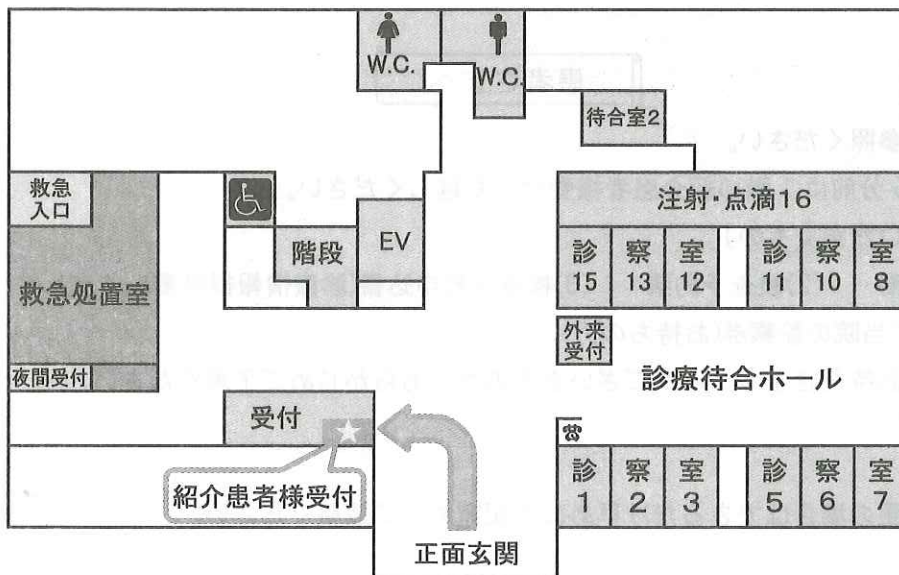 W.C.
W.C.
待合室2
救急
入口
階段
EV
注射・点滴16
診 察 室 診 察 室
15 13 12 11 10 8
救急処置室
外来
受付
夜間受付
診療待合ホール
受付
紹介患者様受付
診 察 室 診 察 室
1 2 3 5 6 7
正面玄関